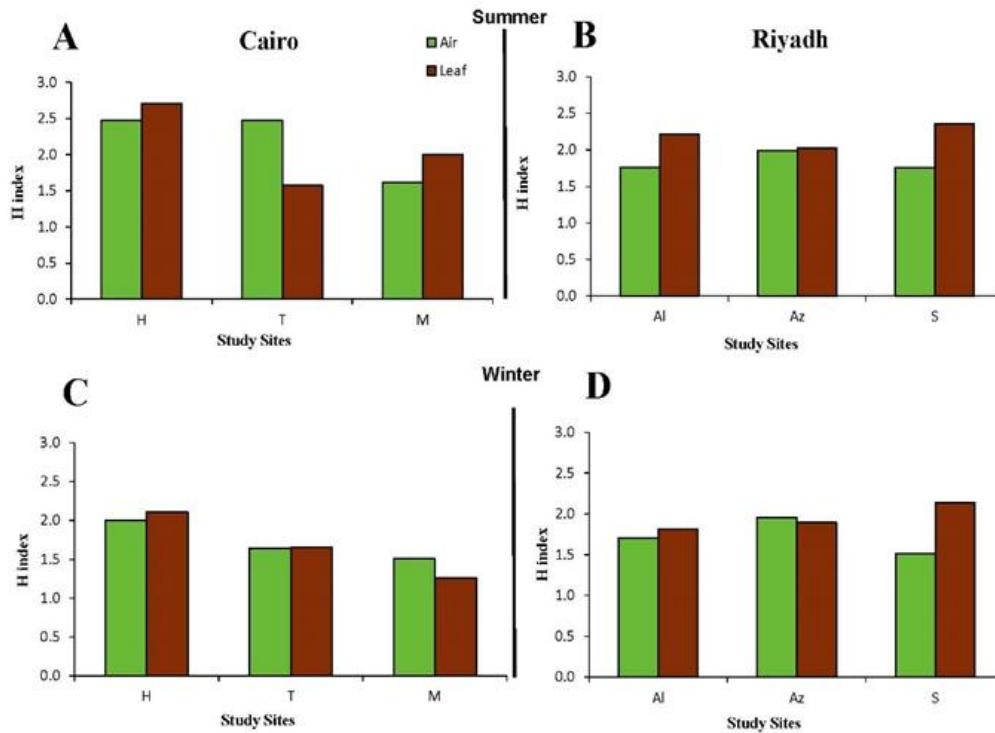 Summer
A
Cairo
Air
Leaf
B
Riyadh
3.0
2.5
2.0
1.5
1.0
0.5
0.0
H index
H
T
M
Study Sites
3.0
2.5
2.0
1.5
1.0
0.5
0.0
H index
Al
Az
S
Study Sites
Winter
C
D
3.0
2.5
2.0
1.5
1.0
0.5
0.0
H index
H
T
M
Study Sites
3.0
2.5
2.0
1.5
1.0
0.5
0.0
H index
Al
Az
S
Study Sites